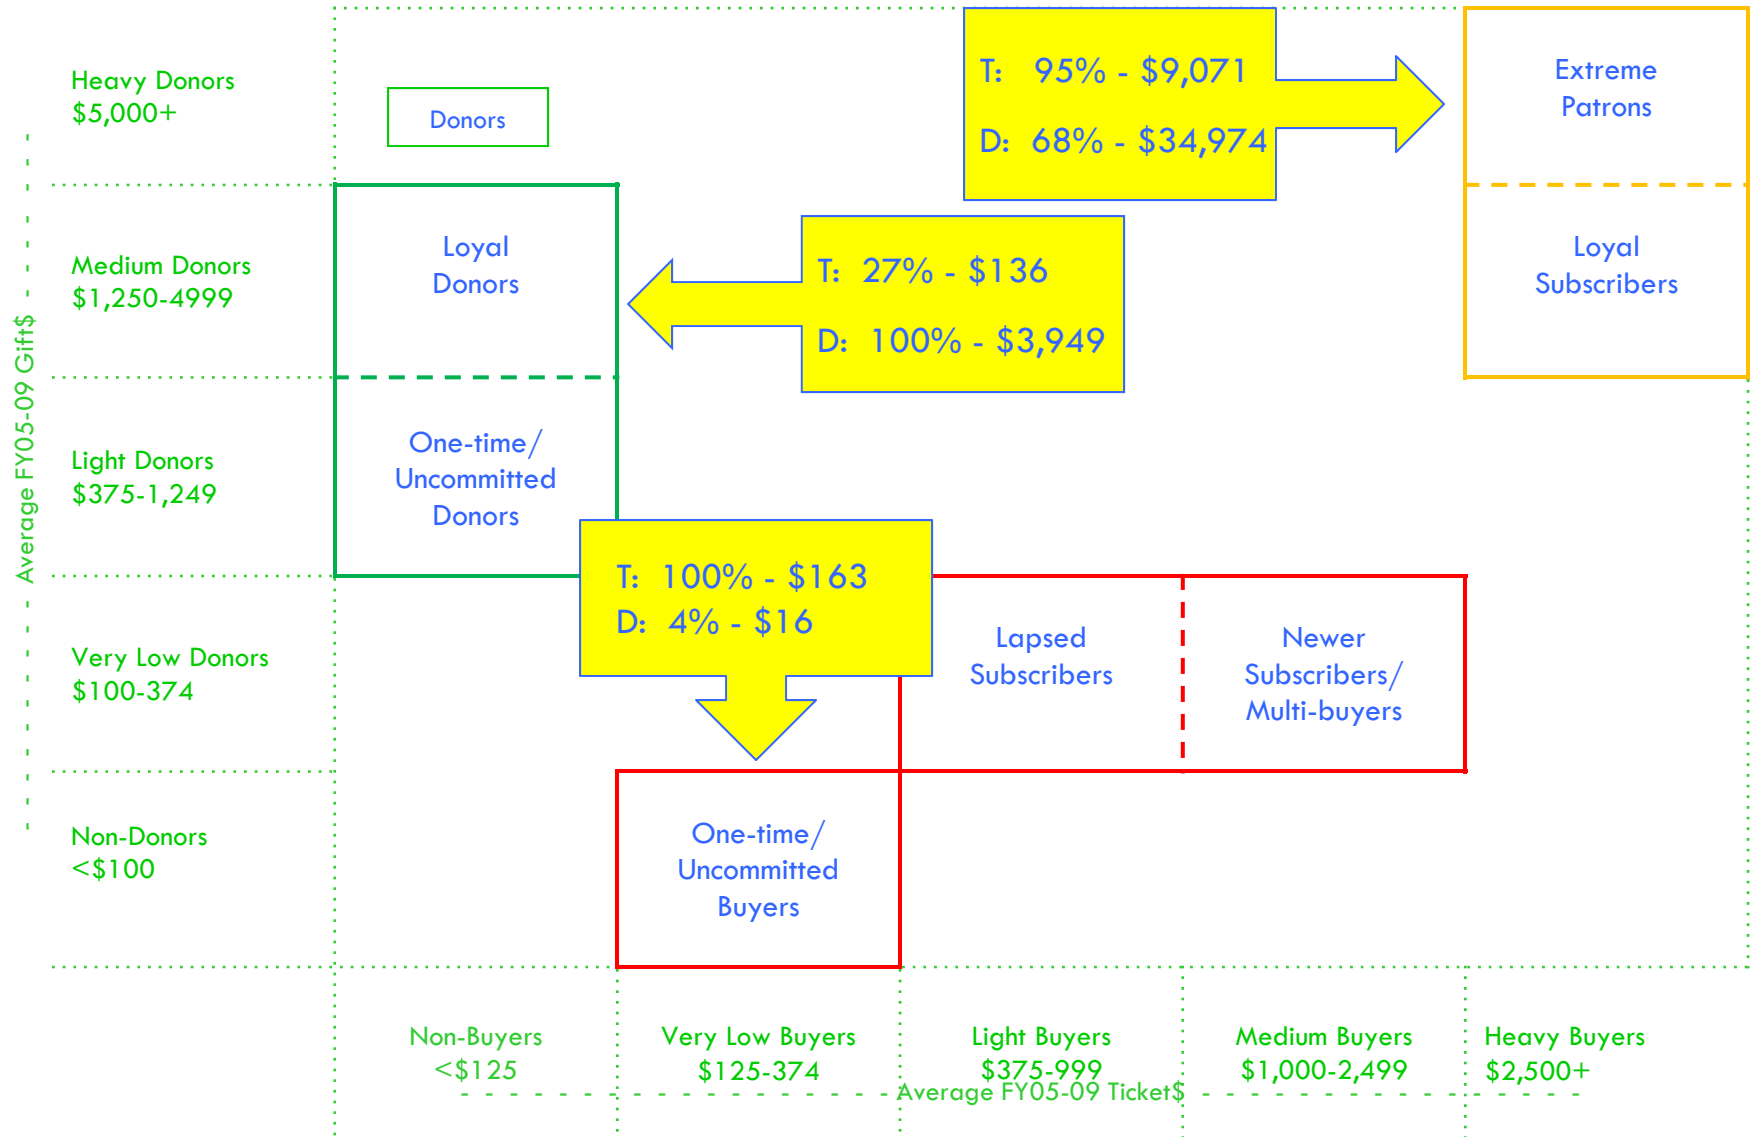 Heavy Donors
$5,000+
Donors
T: 95% - $9,071
D: 68% - $34,974
Extreme
Patrons
Medium Donors
$1,250-4999
Loyal
Donors
T: 27% - $136
D: 100% - $3,949
Loyal
Subscribers
Average FY05-09 Gift$
Light Donors
$375-1,249
One-time/
Uncommitted
Donors
T: 100% - $163
D: 4% - $16
Very Low Donors
$100-374
Lapsed
Subscribers
Newer
Subscribers/
Multi-buyers
Non-Donors
<$100
One-time/
Uncommitted
Buyers
Non-Buyers
<$125
Very Low Buyers
$125-374
Light Buyers
$375-999
Medium Buyers
$1,000-2,499
Heavy Buyers
$2,500+
Average FY05-09 Ticket$